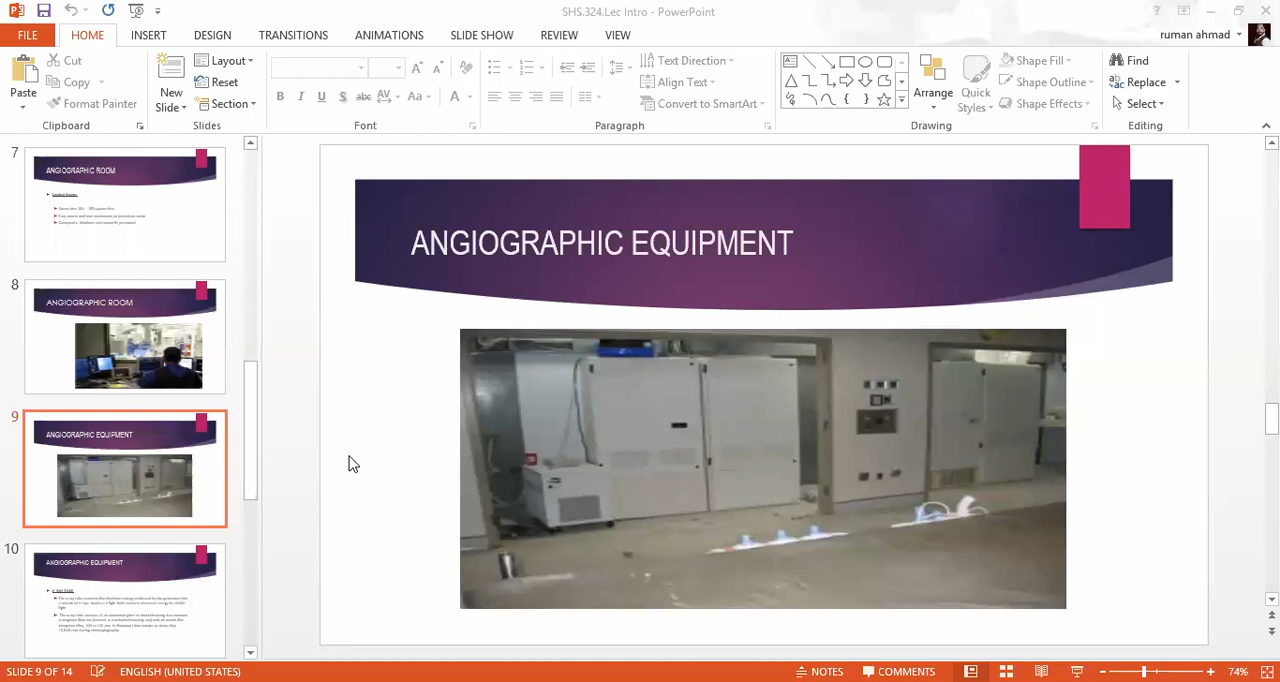 SHS.324.Lec Intro - PowerPoint
FILE HOME INSERT DESIGN TRANSITIONS ANIMATIONS SLIDE SHOW REVIEW VIEW ruman ahmad
Paste
Cut
Copy
Format Painter
Clipboard
New Slide
Layout
Reset
Section
Slides
B I U S abc AV Aa A
Font
Text Direction
Align Text
Convert to SmartArt
Paragraph
Arrange
Quick Styles
Shape Fill
Shape Outline
Shape Effects
Drawing
Find
Replace
Select
Editing
7
ANGIOGRAPHIC ROOM
8
ANGIOGRAPHIC ROOM
9
ANGIOGRAPHIC EQUIPMENT
10
ANGIOGRAPHIC EQUIPMENT
ANGIOGRAPHIC EQUIPMENT
SLIDE 9 OF 14 ENGLISH (UNITED STATES) NOTES COMMENTS 74%